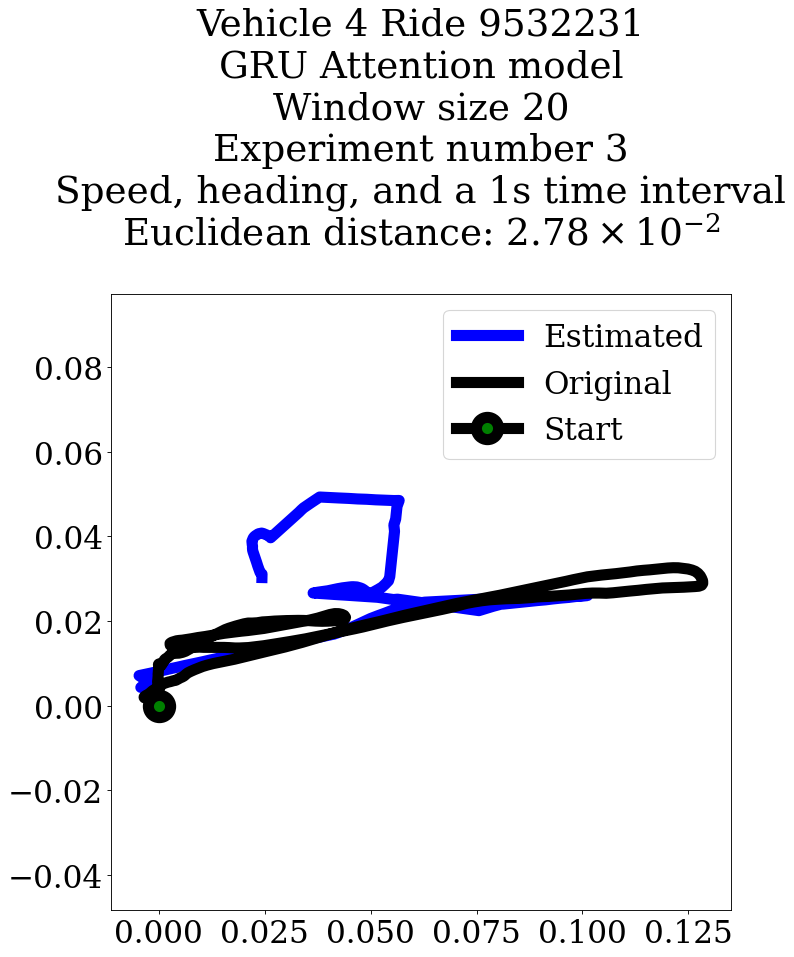 Vehicle 4 Ride 9532231
GRU Attention model
Window size 20
Experiment number 3
Speed, heading, and a 1s time interval
Euclidean distance: 2.78 × 10⁻²
Estimated
Original
Start
0.08
0.06
0.04
0.02
0.00
−0.02
−0.04
0.000 0.025 0.050 0.075 0.100 0.125